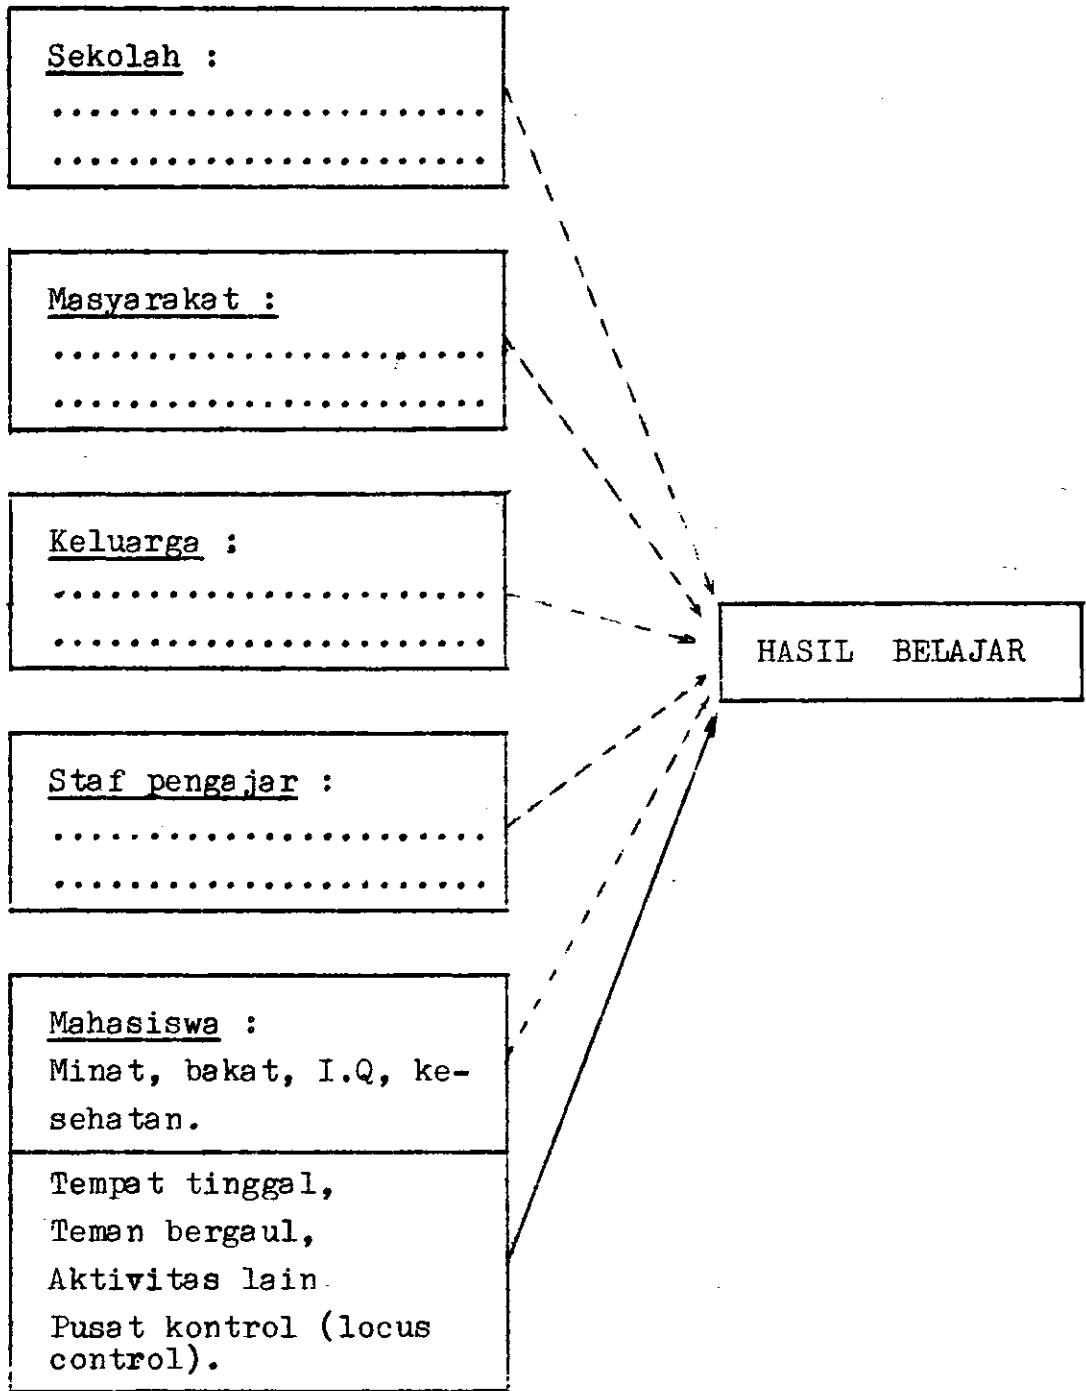 Sekolah :
......................
......................
Masyarakat :
......................
......................
Keluarga :
......................
......................
HASIL BELAJAR
Staf pengajar :
......................
......................
Mahasiswa :
Minat, bakat, I.Q, ke-
sehatan.
Tempat tinggal,
Teman bergaul,
Aktivitas lain
Pusat kontrol (locus
control).